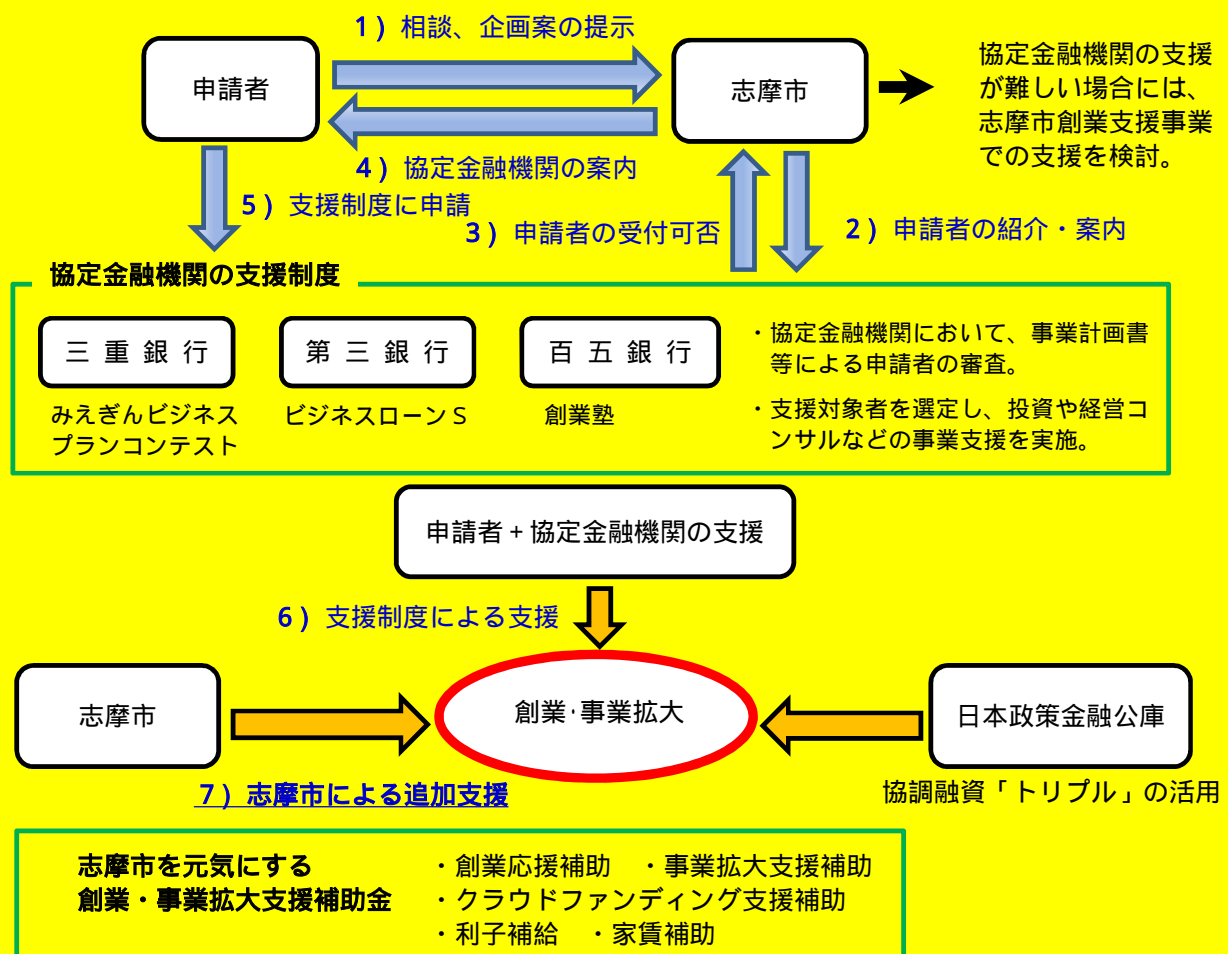 1）相談、企画案の提示
申請者
志摩市
協定金融機関の支援
が難しい場合には、
志摩市創業支援事業
での支援を検討。
4）協定金融機関の案内
5）支援制度に申請
3）申請者の受付可否
2）申請者の紹介・案内
協定金融機関の支援制度
三 重 銀 行
第 三 銀 行
百 五 銀 行
みえぎんビジネス
プランコンテスト
ビジネスローンＳ
創業塾
・協定金融機関において、事業計画書
等による申請者の審査。
・支援対象者を選定し、投資や経営コ
ンサルなどの事業支援を実施。
申請者＋協定金融機関の支援
6）支援制度による支援
志摩市
創業・事業拡大
日本政策金融公庫
7）志摩市による追加支援
協調融資「トリプル」の活用
志摩市を元気にする
創業・事業拡大支援補助金
・創業応援補助　・事業拡大支援補助
・クラウドファンディング支援補助
・利子補給　・家賃補助